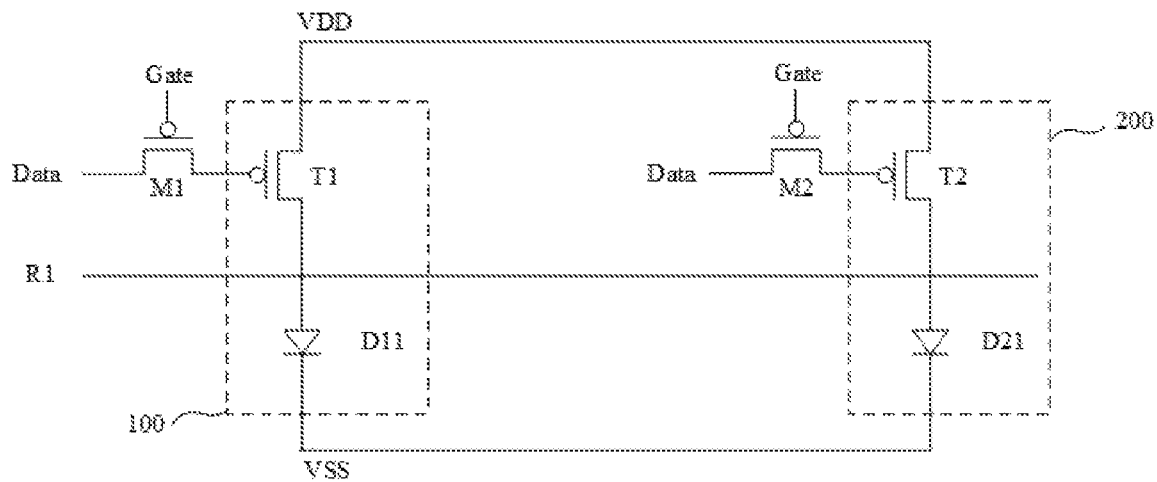 VDD
Gate
Gate
200
Data
M1
T1
Data
M2
T2
R1
D11
D21
100
VSS